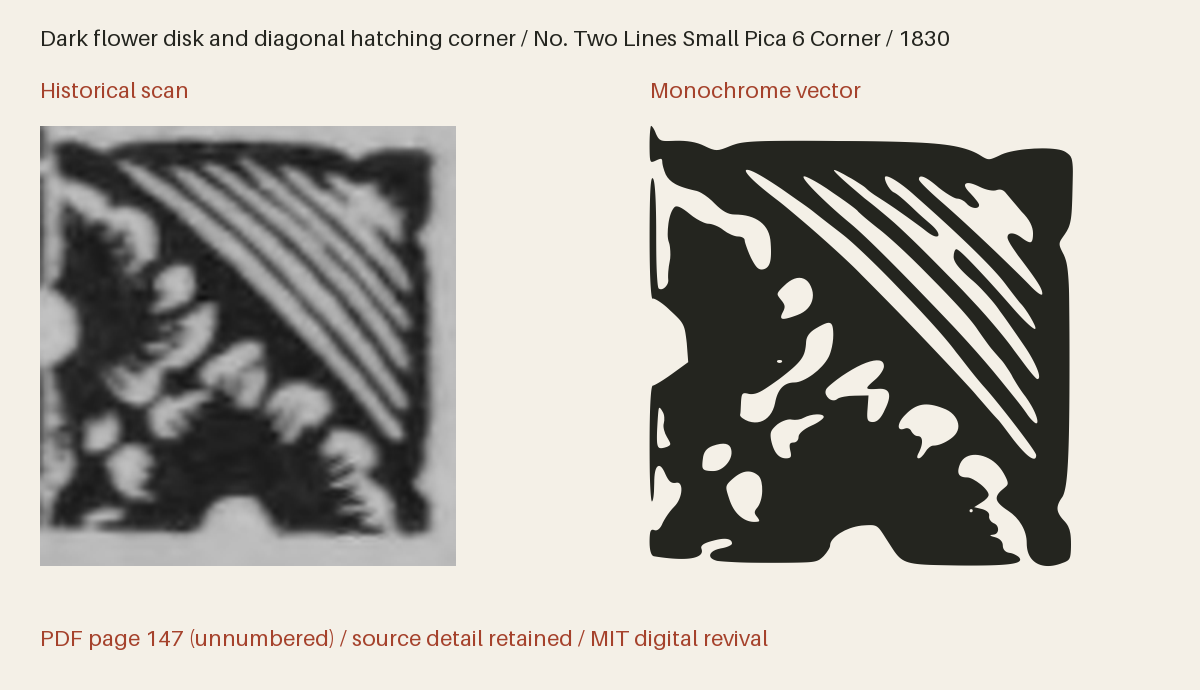 Dark flower disk and diagonal hatching corner / No. Two Lines Small Pica 6 Corner / 1830
Historical scan
Monochrome vector
PDF page 147 (unnumbered) / source detail retained / MIT digital revival